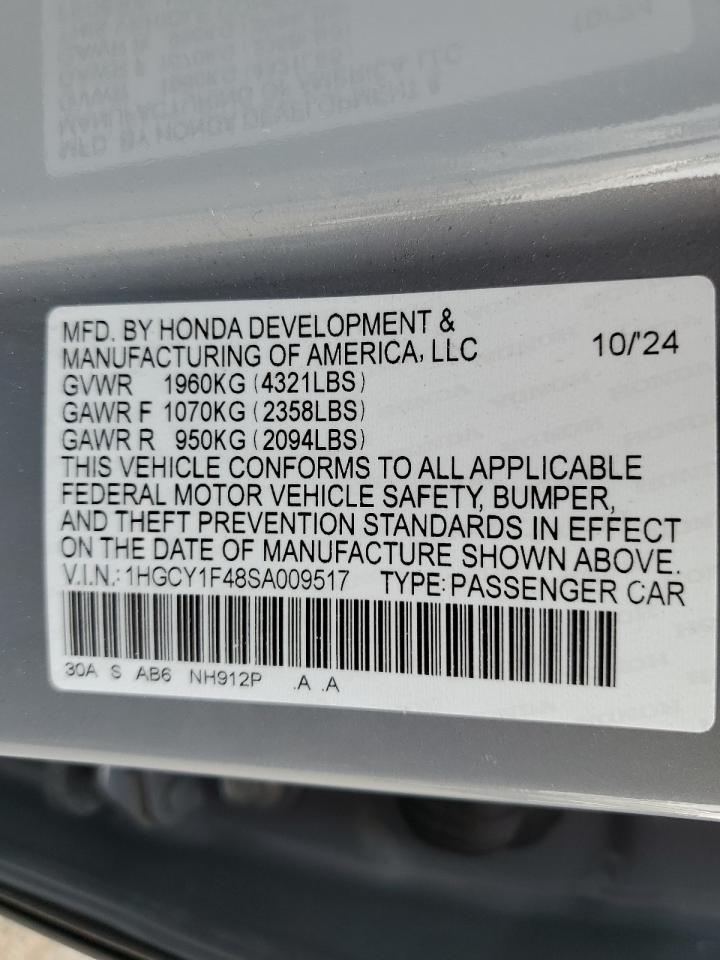 MFD. BY HONDA DEVELOPMENT &
MANUFACTURING OF AMERICA, LLC 10/'24
GVWR 1960KG (4321LBS)
GAWR F 1070KG (2358LBS)
GAWR R 950KG (2094LBS)
THIS VEHICLE CONFORMS TO ALL APPLICABLE
FEDERAL MOTOR VEHICLE SAFETY, BUMPER,
AND THEFT PREVENTION STANDARDS IN EFFECT
ON THE DATE OF MANUFACTURE SHOWN ABOVE.
V.I.N.: 1HGCY1F48SA009517 TYPE: PASSENGER CAR
30A S AB6 NH912P .A .A